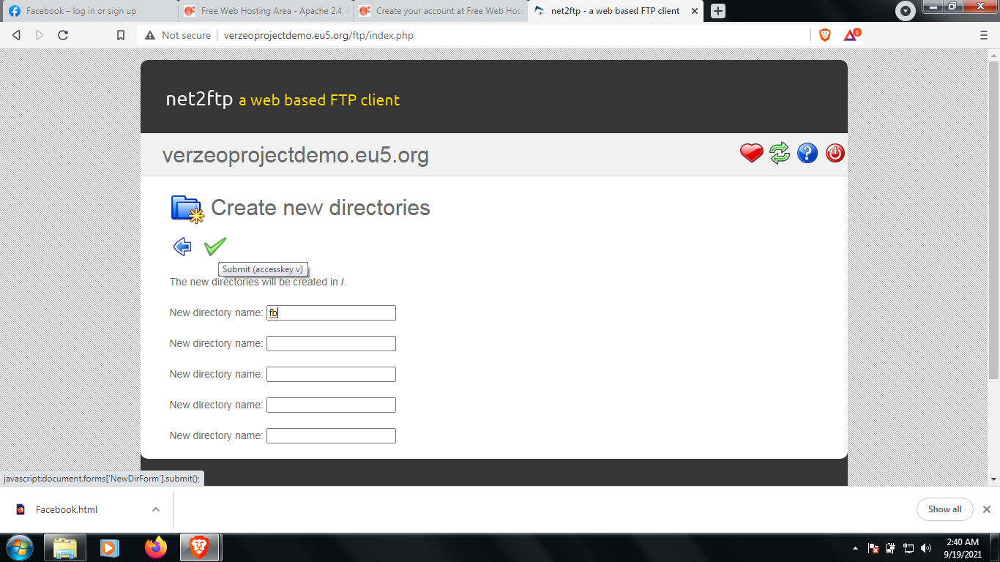 Facebook – log in or sign up
Free Web Hosting Area - Apache 2.4,
Create your account at Free Web Host
net2ftp - a web based FTP client
Not secure
verzeoprojectdemo.eu5.org/ftp/index.php
1
net2ftp a web based FTP client
verzeoprojectdemo.eu5.org
Create new directories
Submit (accesskey v)
The new directories will be created in /.
New directory name: fb
New directory name:
New directory name:
New directory name:
New directory name:
javascript:document.forms['NewDirForm'].submit();
Facebook.html
Show all
2:40 AM
9/19/2021